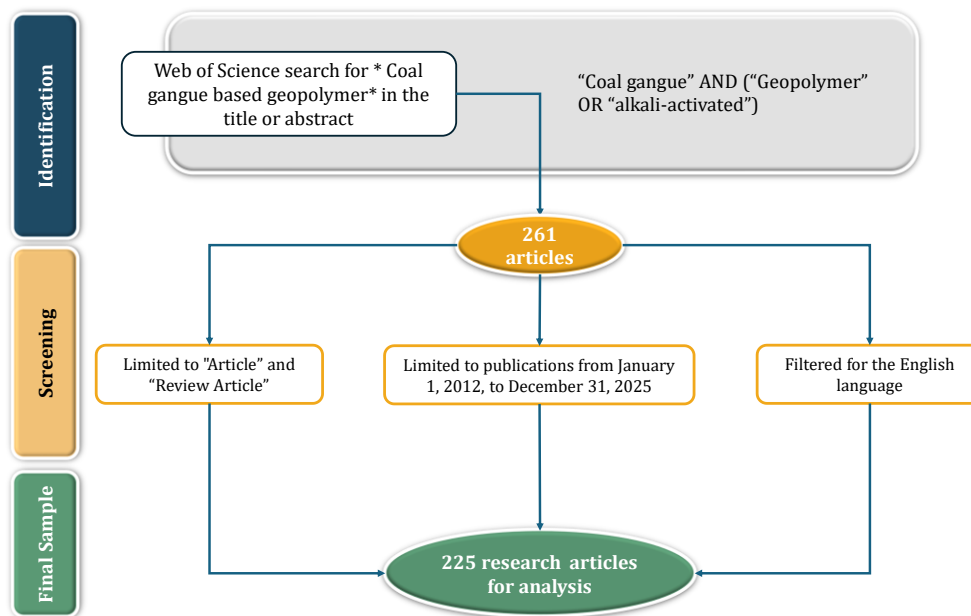 Identification
Web of Science search for * Coal
gangue based geopolymer* in the
title or abstract
“Coal gangue” AND (“Geopolymer”
OR “alkali-activated”)
261
articles
Screening
Limited to "Article” and
“Review Article”
Limited to publications from January
1, 2012, to December 31, 2025
Filtered for the English
language
Final Sample
225 research articles
for analysis